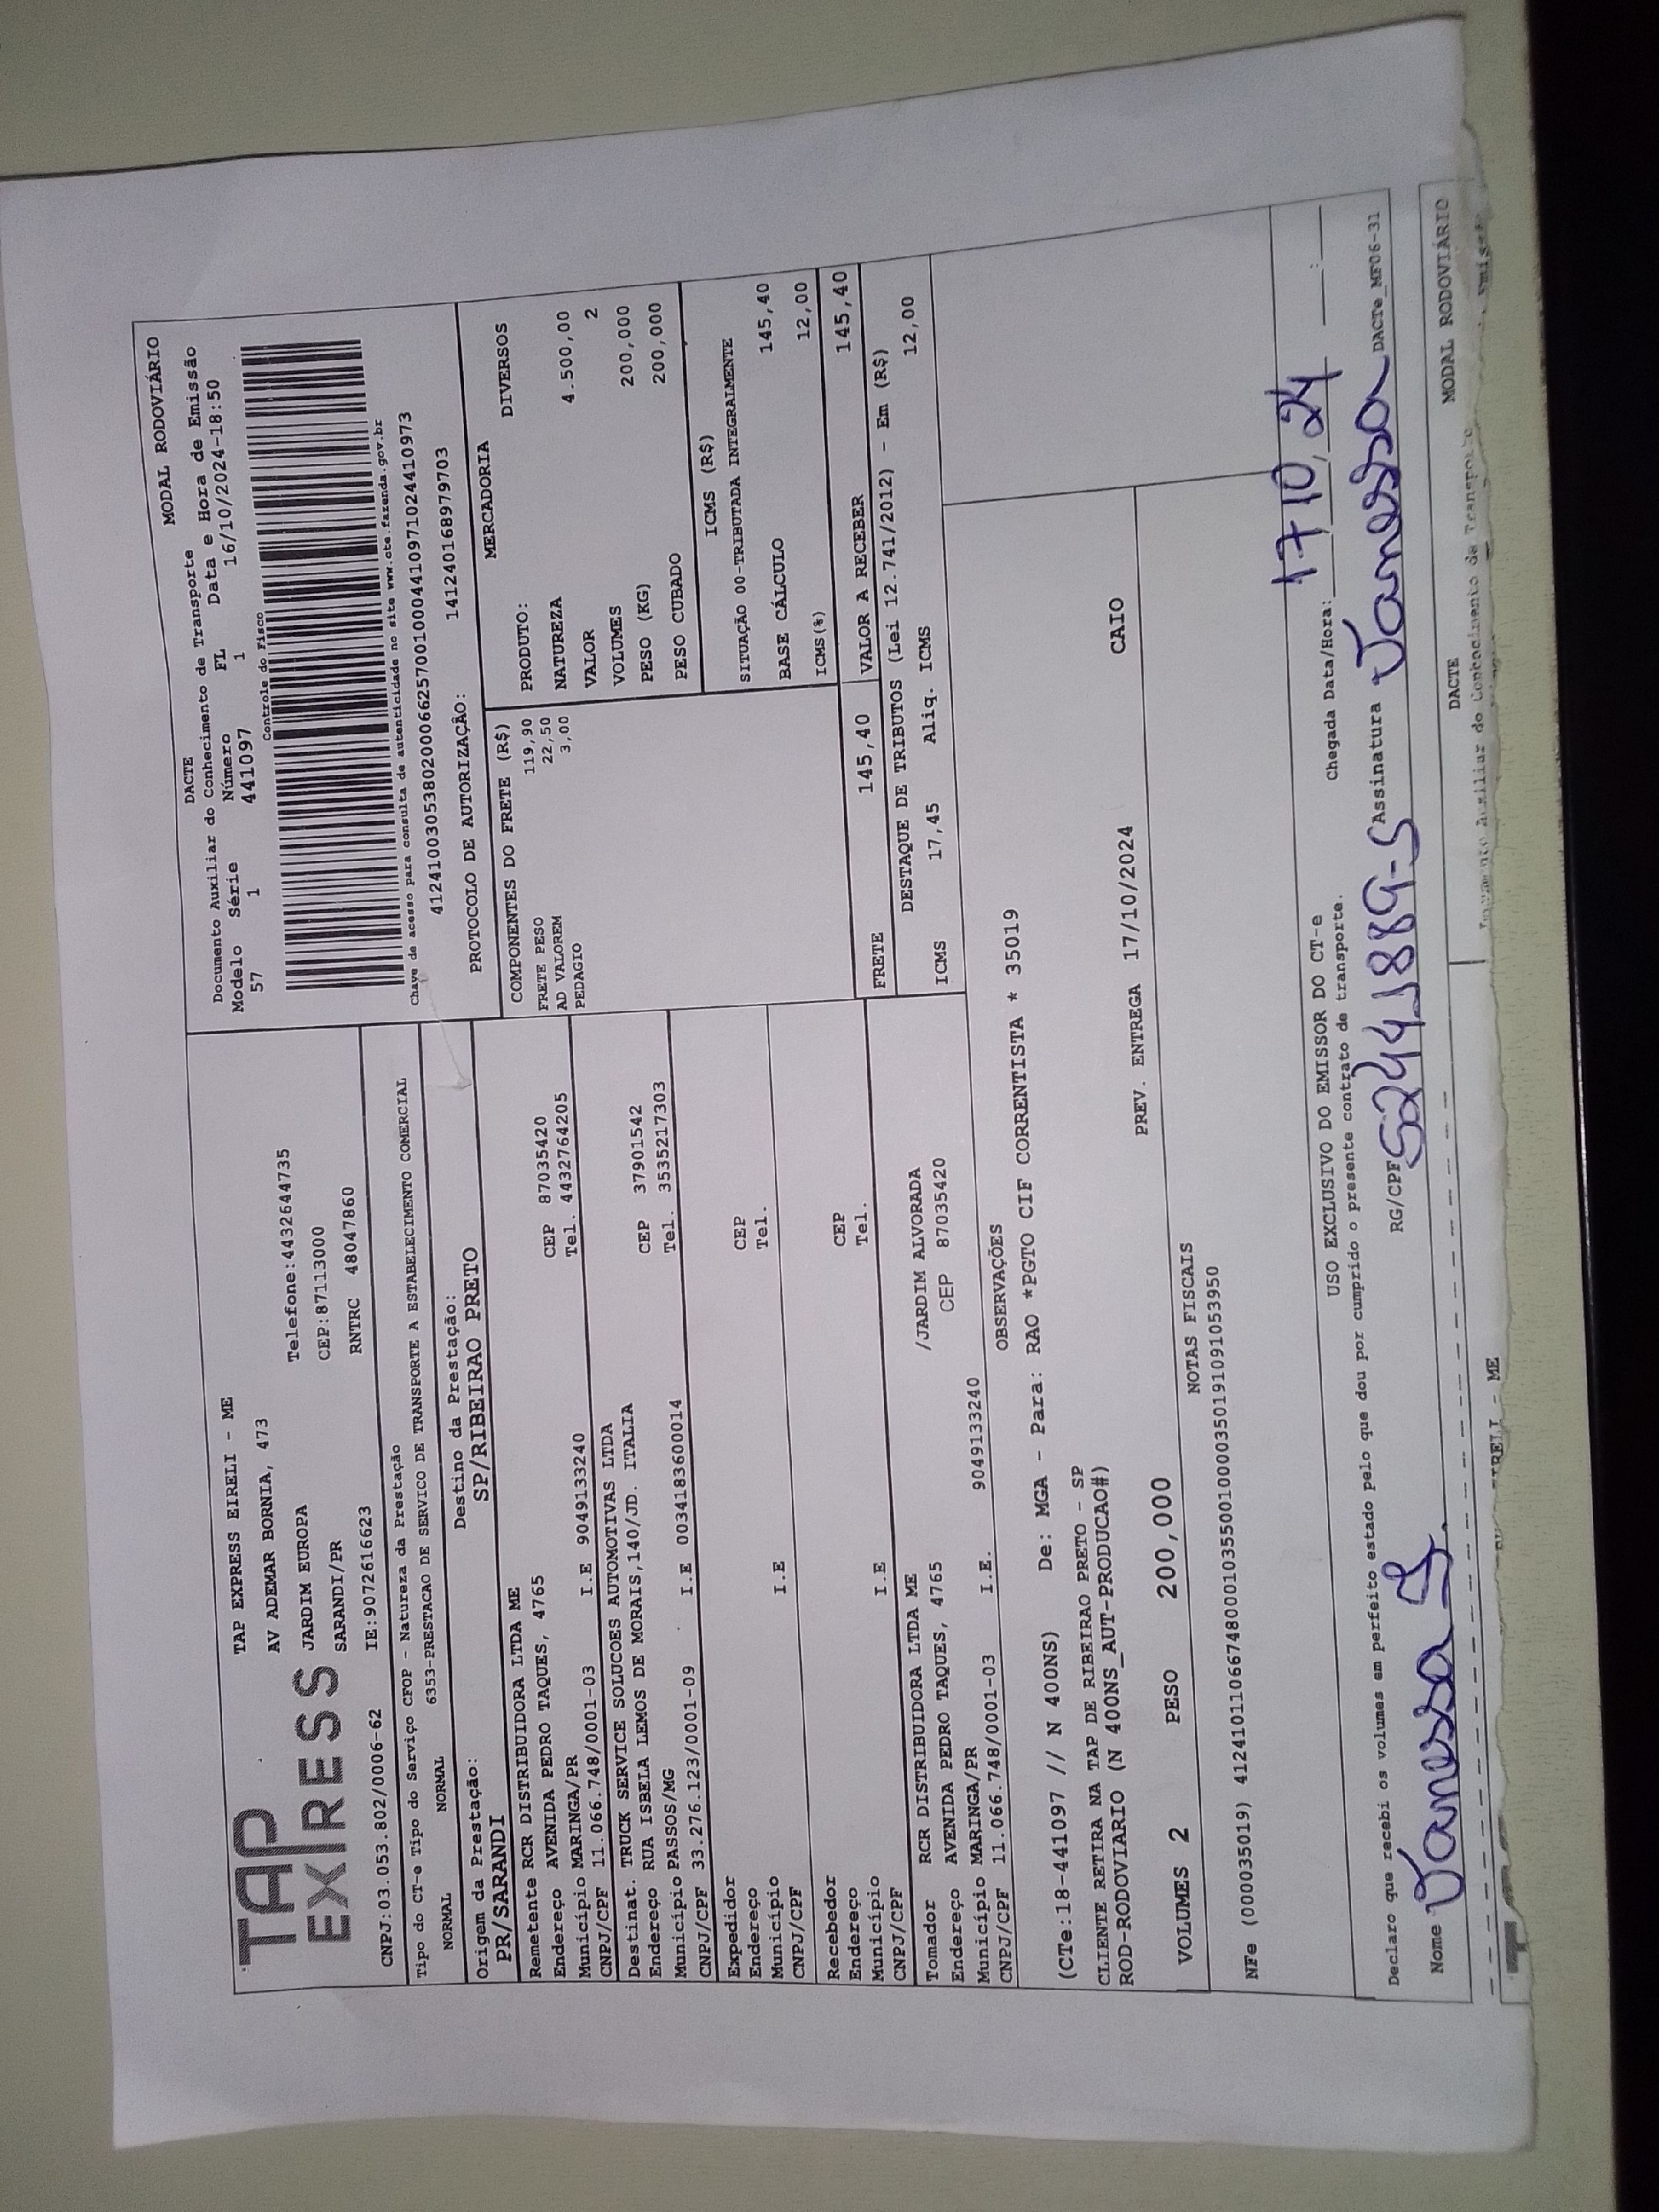 TAP
EXPRESS
TAP EXPRESS EIRELI - ME
AV ADEMAR BORNIA, 473
JARDIM EUROPA Telefone:4432644735
SARANDI/PR CEP:87113000
CNPJ:03.053.802/0006-62 IE:9072616623 RNTRC 48047860
MODAL RODOVIÁRIO
DACTE
Documento Auxiliar do Conhecimento de Transporte
Modelo Série Número FL Data e Hora de Emissão
57 1 441097 1 16/10/2024-18:50
Controle do Fisco
Chave de acesso para consulta de autenticidade no site www.cte.fazenda.gov.br
41241003053802000662570010004410971024410973
PROTOCOLO DE AUTORIZAÇÃO: 141240168979703
Tipo do CT-e Tipo do Serviço CFOP - Natureza da Prestação
NORMAL NORMAL 6353-PRESTACAO DE SERVICO DE TRANSPORTE A ESTABELECIMENTO COMERCIAL
Origem da Prestação: Destino da Prestação:
PR/SARANDI SP/RIBEIRAO PRETO
Remetente RCR DISTRIBUIDORA LTDA ME
Endereço AVENIDA PEDRO TAQUES, 4765 CEP 87035420
Município MARINGA/PR Tel. 4432764205
CNPJ/CPF 11.066.748/0001-03 I.E 9049133240
Destinat. TRUCK SERVICE SOLUCOES AUTOMOTIVAS LTDA
Endereço RUA ISBELA LEMOS DE MORAIS,140/JD. ITALIA CEP 37901542
Município PASSOS/MG Tel. 3535217303
CNPJ/CPF 33.276.123/0001-09 I.E 0034183600014
Expedidor
Endereço CEP
Município Tel.
CNPJ/CPF I.E
Recebedor
Endereço CEP
Município Tel.
CNPJ/CPF I.E
Tomador RCR DISTRIBUIDORA LTDA ME
Endereço AVENIDA PEDRO TAQUES, 4765 /JARDIM ALVORADA
Município MARINGA/PR CEP 87035420
CNPJ/CPF 11.066.748/0001-03 I.E. 9049133240
COMPONENTES DO FRETE (R$)
FRETE PESO 119,90
AD VALOREM 22,50
PEDAGIO 3,00
MERCADORIA
PRODUTO: DIVERSOS
NATUREZA
VALOR 4.500,00
VOLUMES 2
PESO (KG) 200,000
PESO CUBADO 200,000
ICMS (R$)
SITUAÇÃO 00-TRIBUTADA INTEGRALMENTE
BASE CÁLCULO 145,40
ICMS(%) 12,00
FRETE 145,40 VALOR A RECEBER 145,40
DESTAQUE DE TRIBUTOS (Lei 12.741/2012) - Em (R$)
ICMS 17,45 Aliq. ICMS 12,00
OBSERVAÇÕES
(CTe:18-441097 // N 400NS) De: MGA - Para: RAO *PGTO CIF CORRENTISTA * 35019
CLIENTE RETIRA NA TAP DE RIBEIRAO PRETO - SP
ROD-RODOVIARIO (N 400NS_AUT-PRODUCAO#) PREV. ENTREGA 17/10/2024 CAIO
VOLUMES 2 PESO 200,000
NOTAS FISCAIS
NFe (000035019) 41241011066748000103550010000350191091053950
USO EXCLUSIVO DO EMISSOR DO CT-e
Declaro que recebi os volumes em perfeito estado pelo que dou por cumprido o presente contrato de transporte. Chegada Data/Hora: 17/10/24 __:__
Nome Vanessa RG/CPF Assinatura Vanessa
DACTe_MF06-31
MODAL RODOVIÁRIO
DACTE
Auxiliar do Conhecimento de Transporte
EIRELI - ME